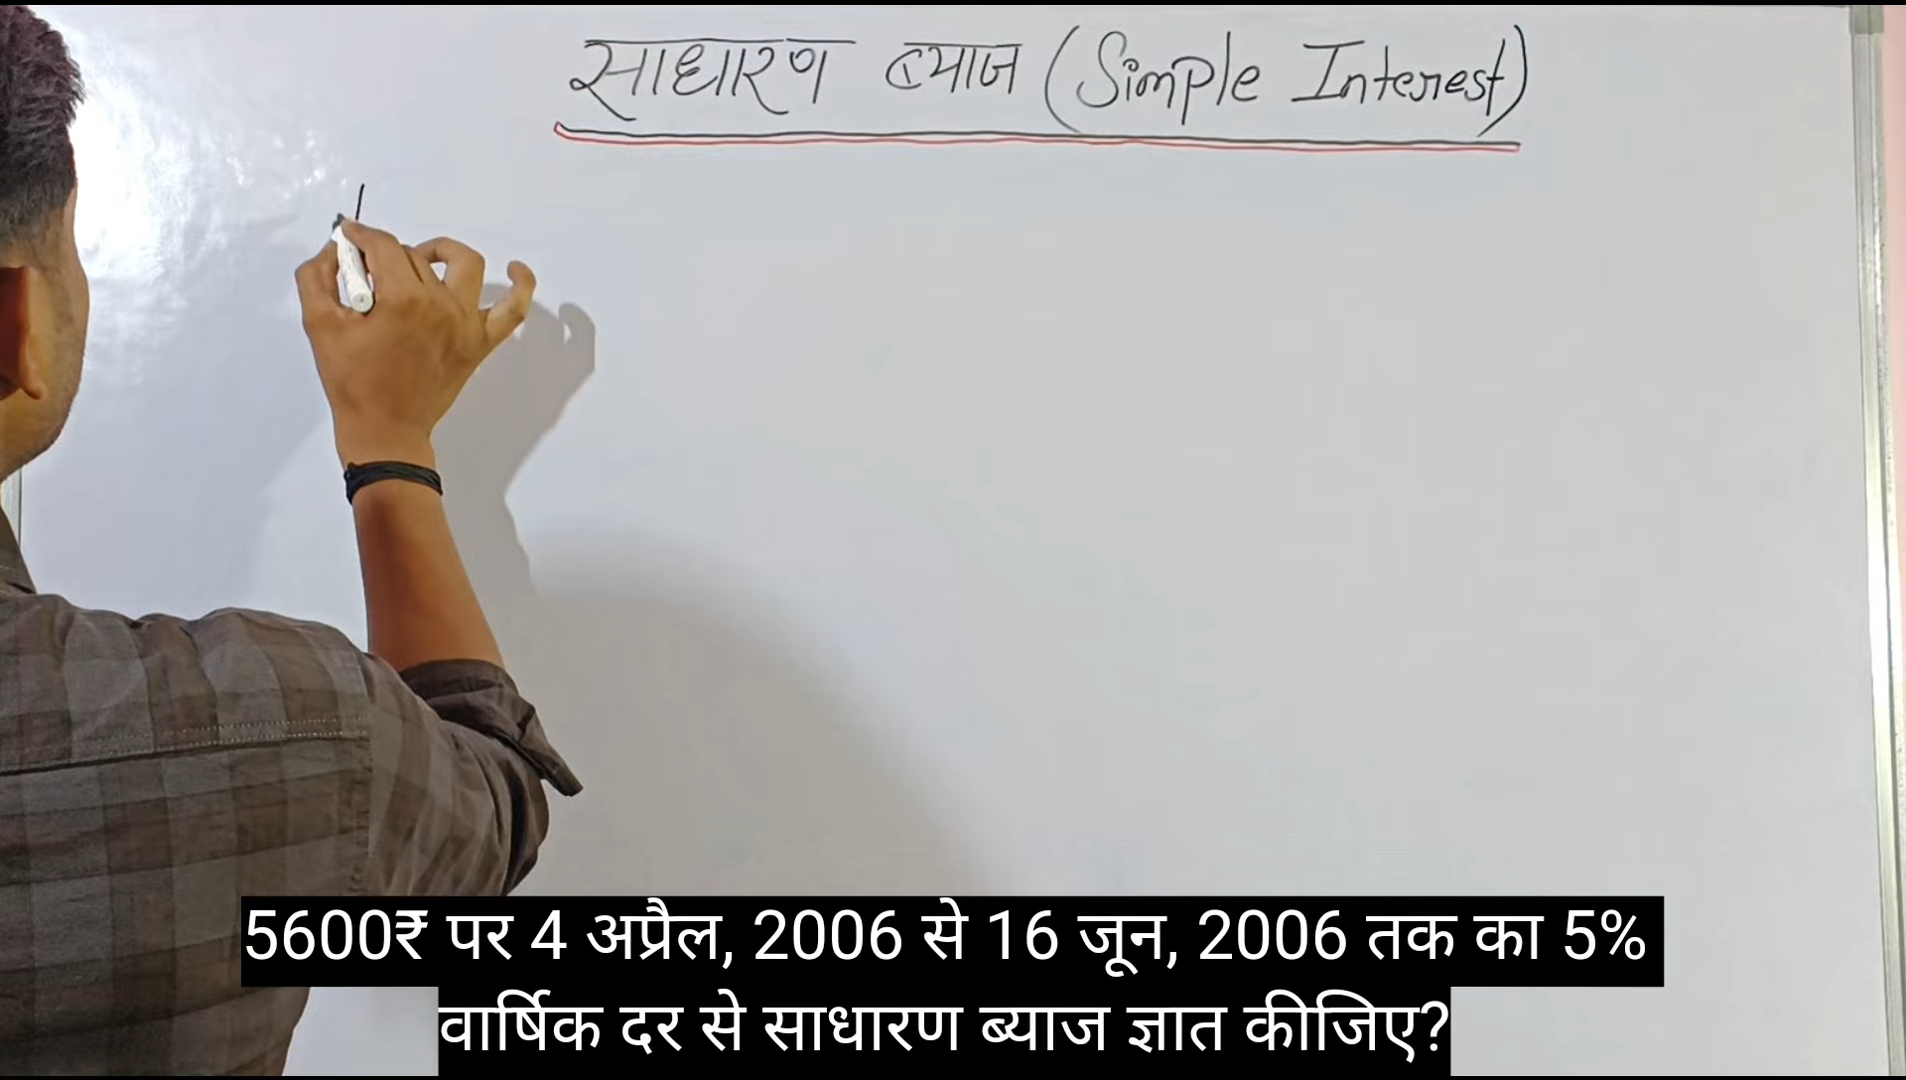 साधारण ब्याज (Simple Interest)
5600₹ पर 4 अप्रैल, 2006 से 16 जून, 2006 तक का 5%
वार्षिक दर से साधारण ब्याज ज्ञात कीजिए?